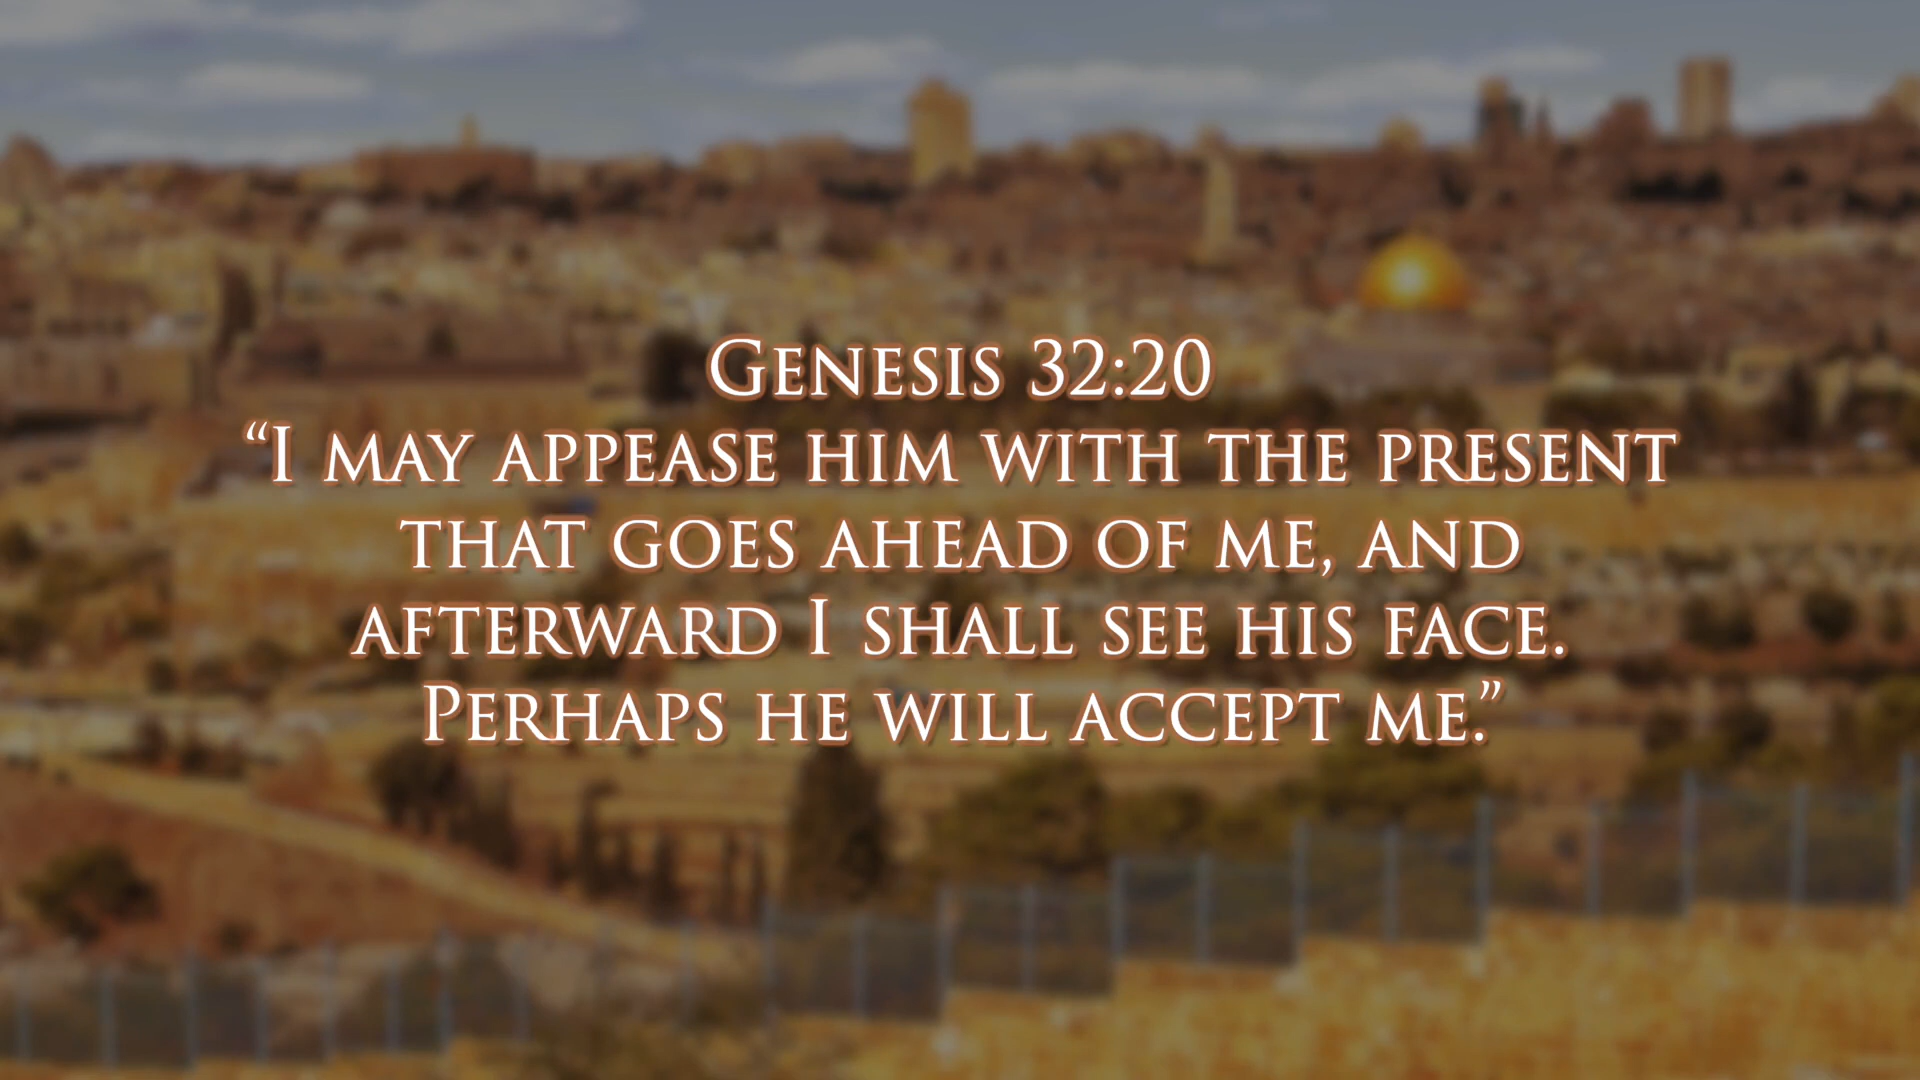 Genesis 32:20
“I may appease him with the present
that goes ahead of me, and
afterward I shall see his face.
Perhaps he will accept me.”